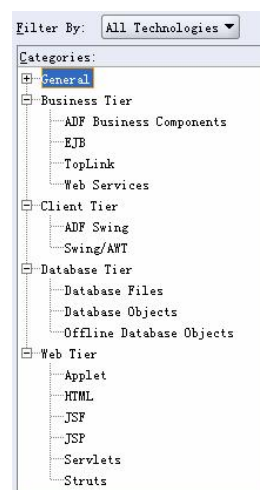 Filter By: All Technologies
Categories:
General
Business Tier
ADF Business Components
EJB
TopLink
Web Services
Client Tier
ADF Swing
Swing/AWT
Database Tier
Database Files
Database Objects
Offline Database Objects
Web Tier
Applet
HTML
JSF
JSP
Servlets
Struts